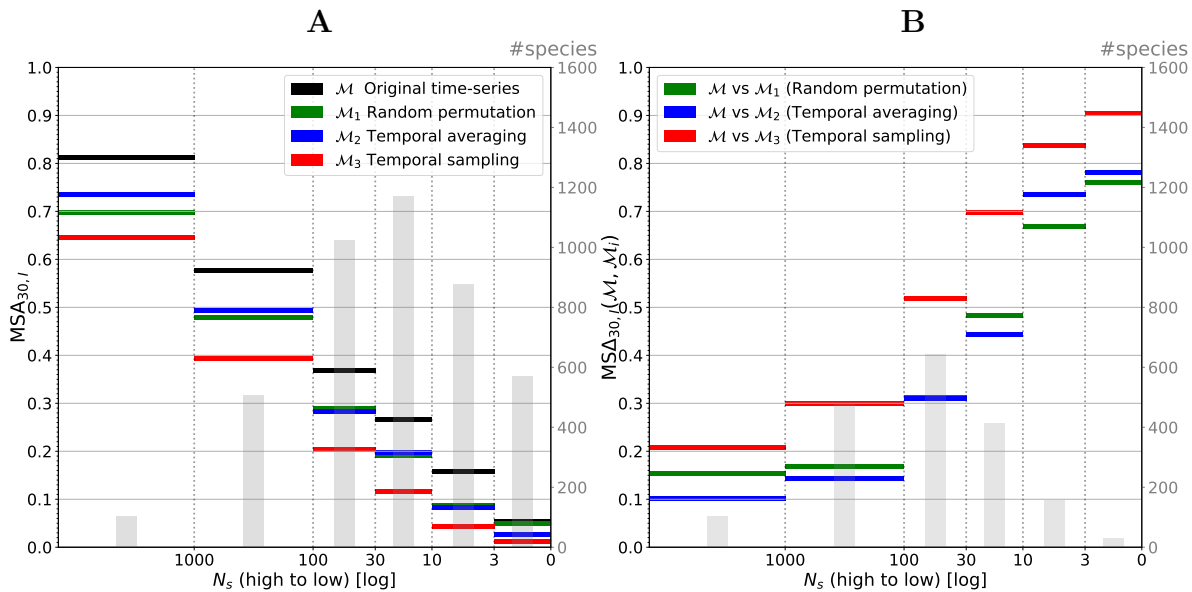 A
#species
1.0
0.9
0.8
0.7
0.6
0.5
0.4
0.3
0.2
0.1
0.0
MSA30,l
ℳ Original time-series
ℳ1 Random permutation
ℳ2 Temporal averaging
ℳ3 Temporal sampling
1600
1400
1200
1000
800
600
400
200
0
1000 100 30 10 3 0
Ns (high to low) [log]
B
#species
1.0
0.9
0.8
0.7
0.6
0.5
0.4
0.3
0.2
0.1
0.0
MSΔ30,l(ℳ, ℳi)
ℳ vs ℳ1 (Random permutation)
ℳ vs ℳ2 (Temporal averaging)
ℳ vs ℳ3 (Temporal sampling)
1600
1400
1200
1000
800
600
400
200
0
1000 100 30 10 3 0
Ns (high to low) [log]